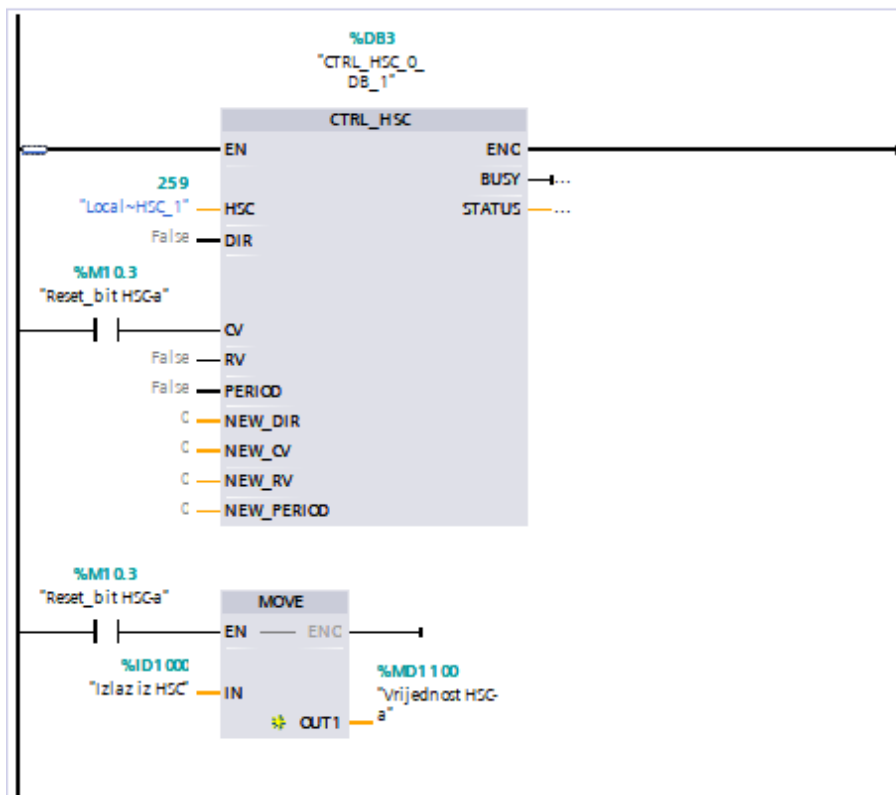 %DB3
"CTRL_HSC_0_
DB_1"
CTRL_HSC
EN ENO
BUSY ...
259
"Local~HSC_1" HSC STATUS ...
False DIR
%M10.3
"Reset_bit HSC-a"
CV
False RV
False PERIOD
0 NEW_DIR
0 NEW_CV
0 NEW_RV
0 NEW_PERIOD
%M10.3
"Reset_bit HSC-a"
MOVE
EN ENO
%ID1000
"Izlaz iz HSC" IN
%MD1100
"Vrijednost HSC-
a"
OUT1